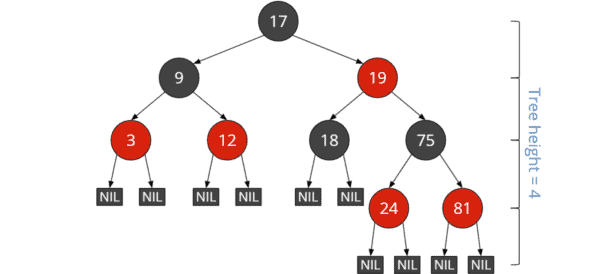 17
9
19
3
12
18
75
NIL
NIL
NIL
NIL
NIL
NIL
24
81
NIL
NIL
NIL
NIL
Tree height = 4